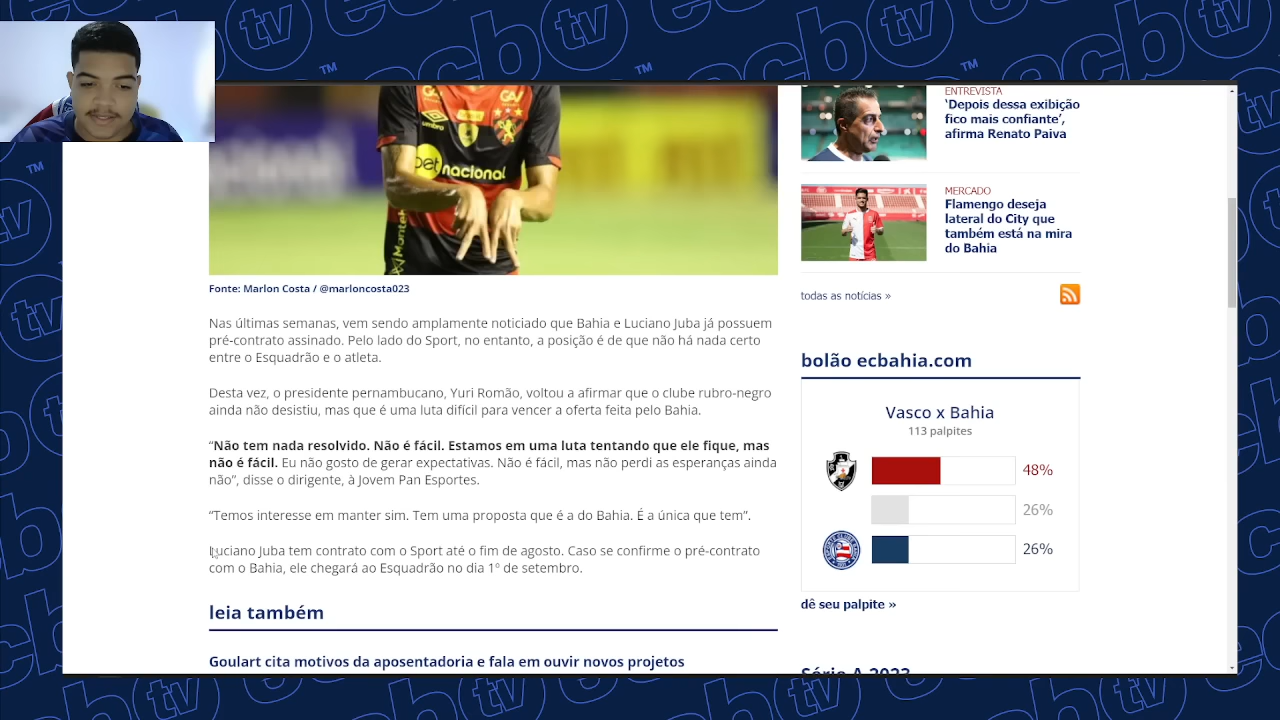 Fonte: Marlon Costa / @marloncosta023
Nas últimas semanas, vem sendo amplamente noticiado que Bahia e Luciano Juba já possuem
pré-contrato assinado. Pelo lado do Sport, no entanto, a posição é de que não há nada certo
entre o Esquadrão e o atleta.
Desta vez, o presidente pernambucano, Yuri Romão, voltou a afirmar que o clube rubro-negro
ainda não desistiu, mas que é uma luta difícil para vencer a oferta feita pelo Bahia.
“Não tem nada resolvido. Não é fácil. Estamos em uma luta tentando que ele fique, mas
não é fácil. Eu não gosto de gerar expectativas. Não é fácil, mas não perdi as esperanças ainda
não”, disse o dirigente, à Jovem Pan Esportes.
“Temos interesse em manter sim. Tem uma proposta que é a do Bahia. É a única que tem”.
Luciano Juba tem contrato com o Sport até o fim de agosto. Caso se confirme o pré-contrato
com o Bahia, ele chegará ao Esquadrão no dia 1º de setembro.
leia também
Goulart cita motivos da aposentadoria e fala em ouvir novos projetos
ENTREVISTA
‘Depois dessa exibição
fico mais confiante’,
afirma Renato Paiva
MERCADO
Flamengo deseja
lateral do City que
também está na mira
do Bahia
todas as notícias »
bolão ecbahia.com
Vasco x Bahia
113 palpites
48%
26%
26%
dê seu palpite »
Série A 2023
umbro
bet nacional
ecb tv
TM